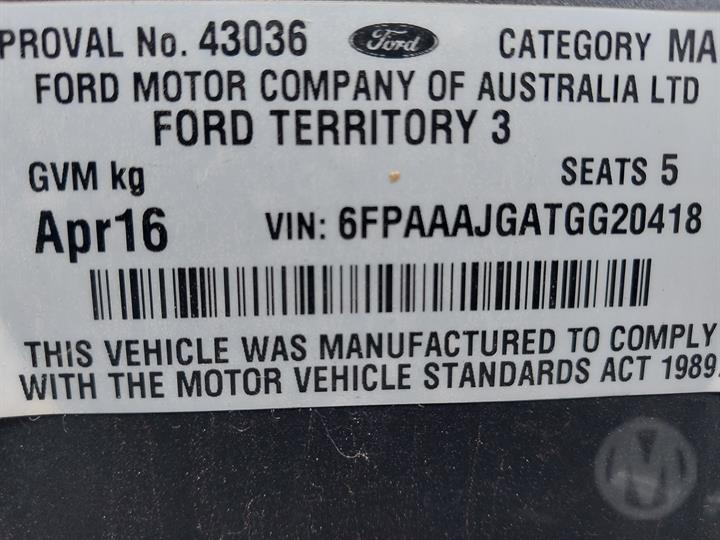 PROVAL No. 43036 Ford CATEGORY MA
FORD MOTOR COMPANY OF AUSTRALIA LTD
FORD TERRITORY 3
GVM kg SEATS 5
Apr16 VIN: 6FPAAAJGATGG20418
THIS VEHICLE WAS MANUFACTURED TO COMPLY
WITH THE MOTOR VEHICLE STANDARDS ACT 1989.
M